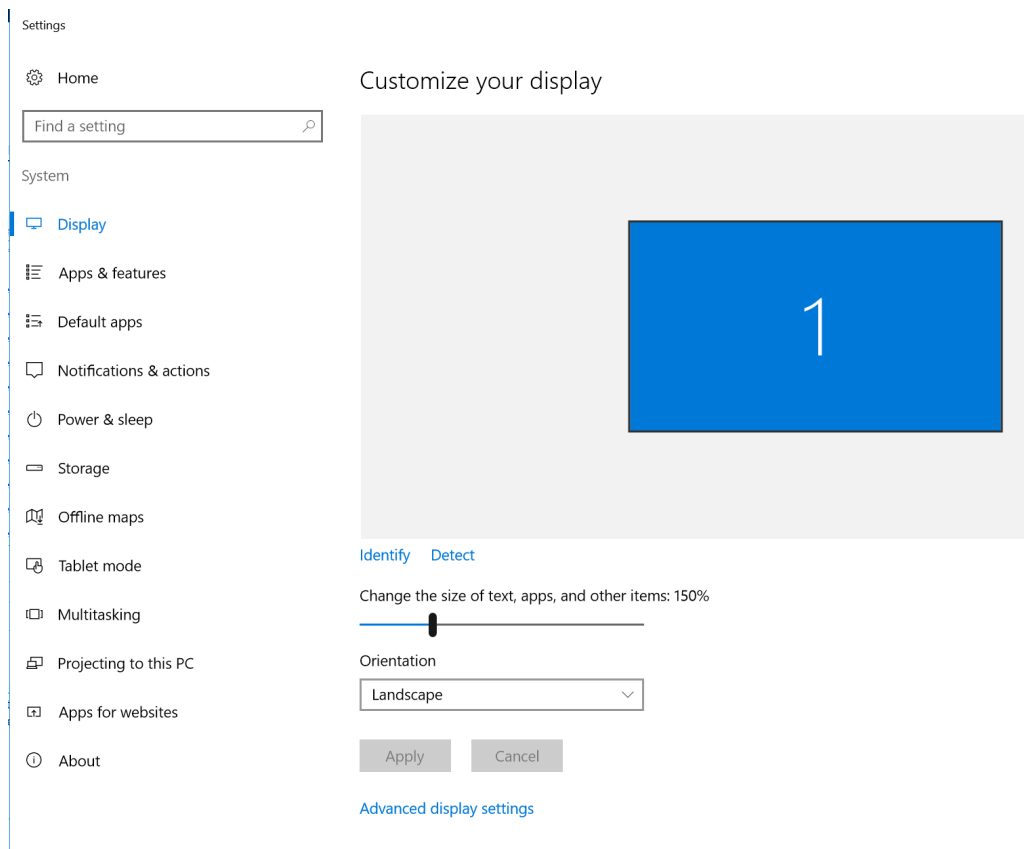 Settings
Home
Find a setting
System
Display
Apps & features
Default apps
Notifications & actions
Power & sleep
Storage
Offline maps
Tablet mode
Multitasking
Projecting to this PC
Apps for websites
About
Customize your display
1
Identify Detect
Change the size of text, apps, and other items: 150%
Orientation
Landscape
Apply Cancel
Advanced display settings